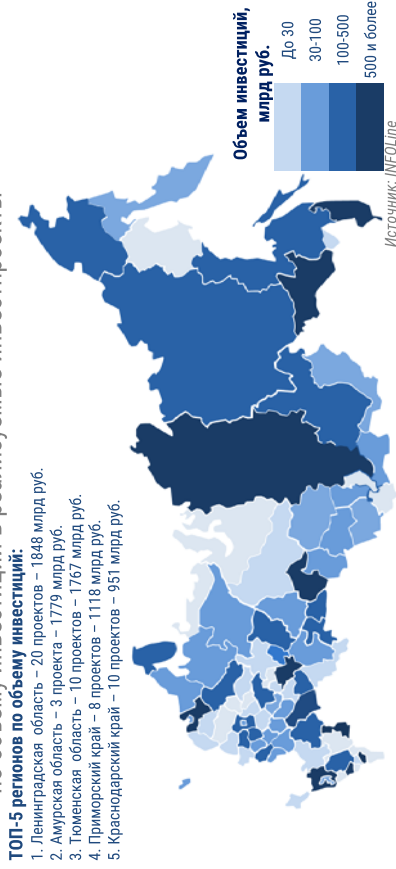 ТОП-5 регионов по объему инвестиций:
1. Ленинградская область – 20 проектов – 1848 млрд руб.
2. Амурская область – 3 проекта – 1779 млрд руб.
3. Тюменская область – 10 проектов – 1767 млрд руб.
4. Приморский край – 8 проектов – 1118 млрд руб.
5. Краснодарский край – 10 проектов – 951 млрд руб.
Объем инвестиций,
млрд руб.
До 30
30-100
100-500
500 и более
Источник: INFOLine